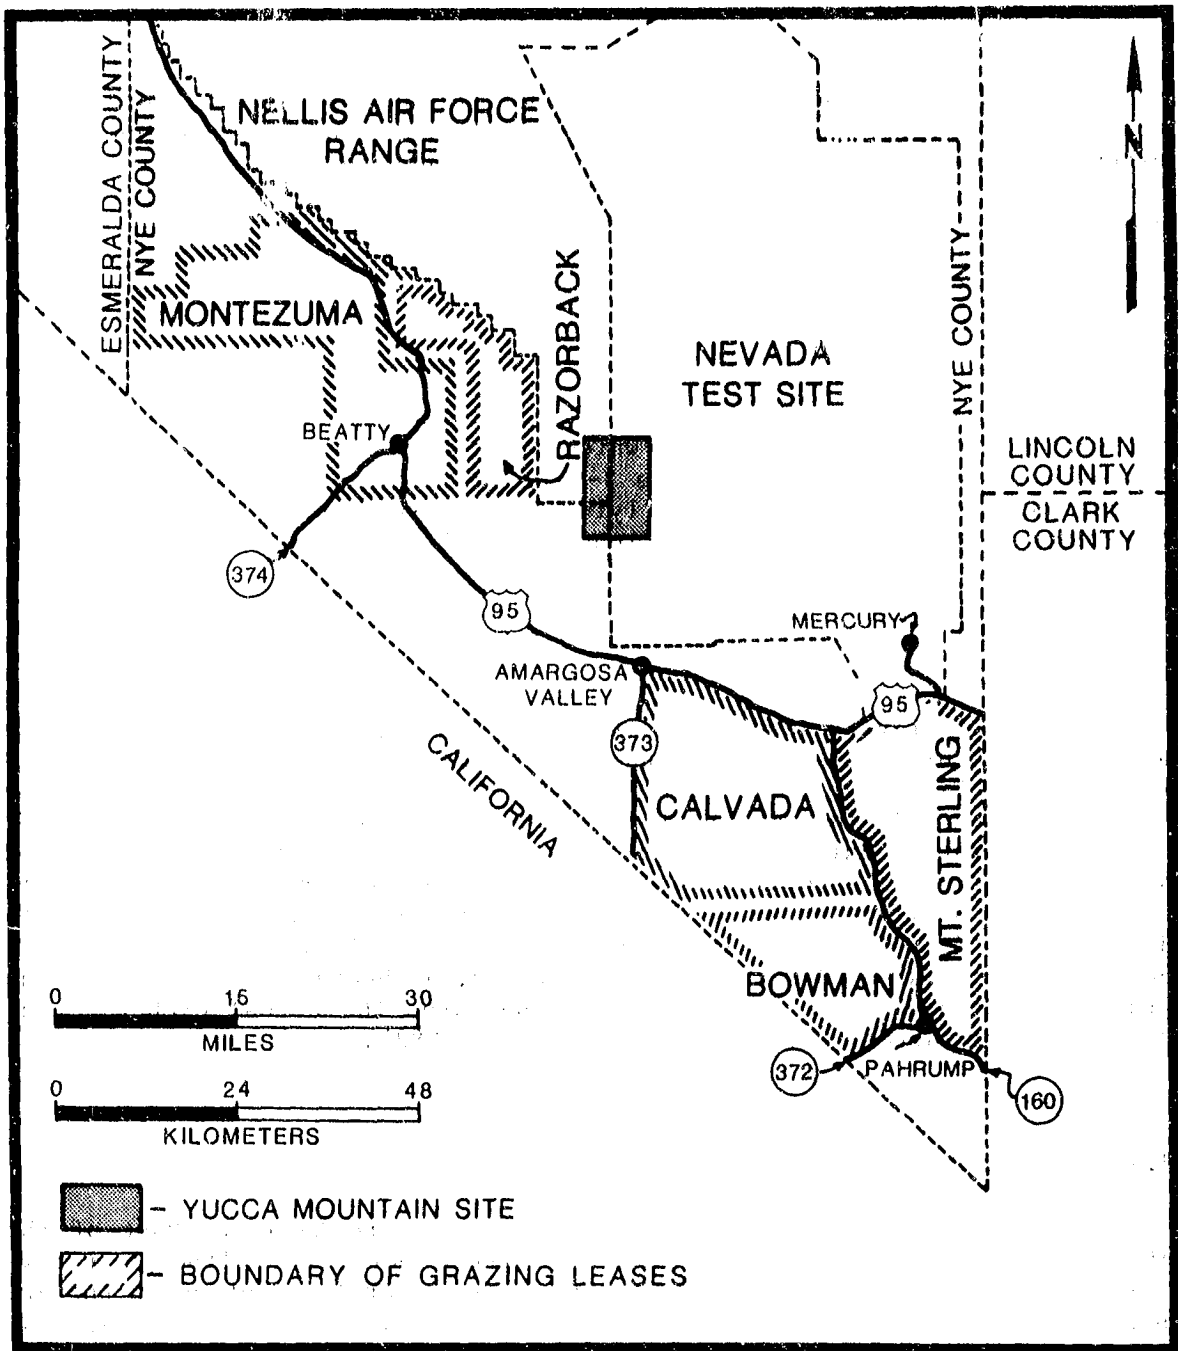 ESMERALDA COUNTY
NYE COUNTY
NELLIS AIR FORCE
RANGE
N
MONTEZUMA
RAZORBACK
NEVADA
TEST SITE
NYE COUNTY
LINCOLN
COUNTY
CLARK
COUNTY
BEATTY
374
95
MERCURY
AMARGOSA
VALLEY
95
373
CALIFORNIA
CALVADA
MT. STERLING
BOWMAN
372
PAHRUMP
160
0 16 30
MILES
0 24 48
KILOMETERS
- YUCCA MOUNTAIN SITE
- BOUNDARY OF GRAZING LEASES